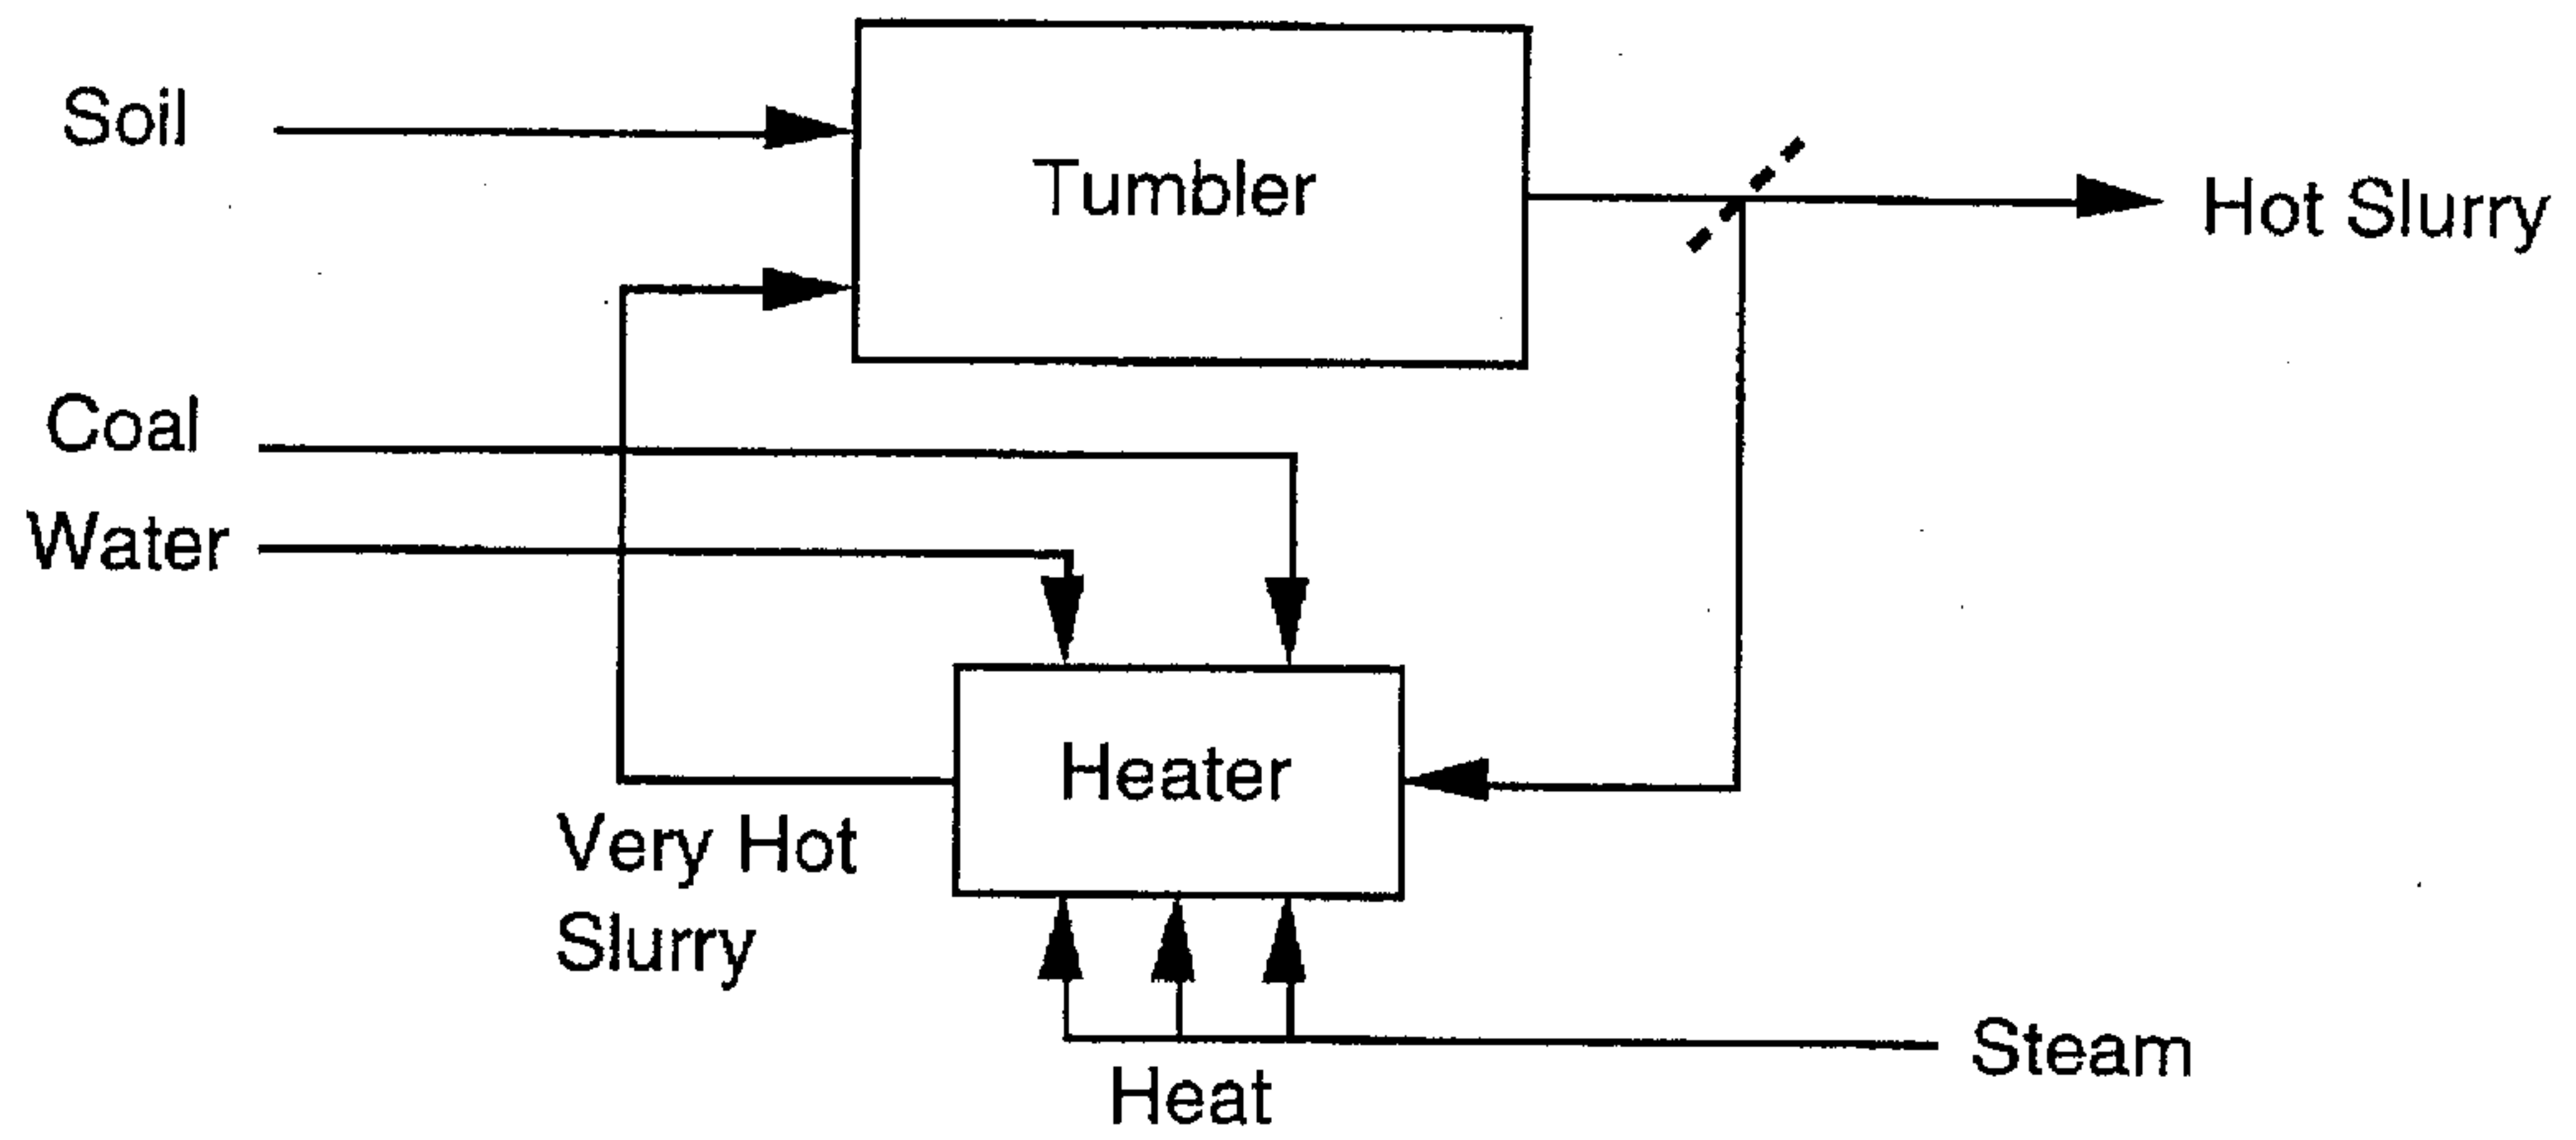 Soil
Tumbler
Hot Slurry
Coal
Water
Heater
Very Hot
Slurry
Steam
Heat